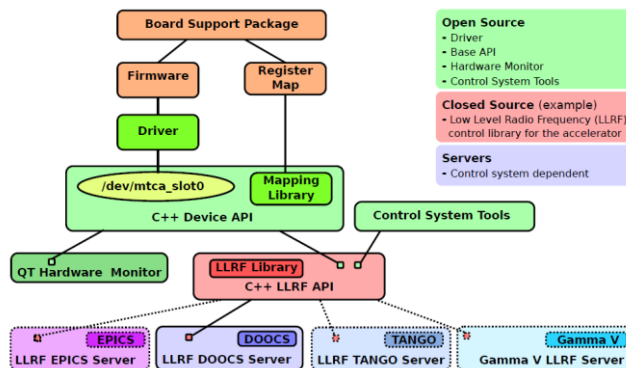 Board Support Package
Firmware
Register
Map
Driver
/dev/mtca_slot0
Mapping
Library
C++ Device API
Control System Tools
QT Hardware Monitor
LLRF Library
C++ LLRF API
EPICS
LLRF EPICS Server
DOOCS
LLRF DOOCS Server
TANGO
LLRF TANGO Server
Gamma V
Gamma V LLRF Server
Open Source
- Driver
- Base API
- Hardware Monitor
- Control System Tools
Closed Source (example)
- Low Level Radio Frequency (LLRF)
control library for the accelerator
Servers
- Control system dependent